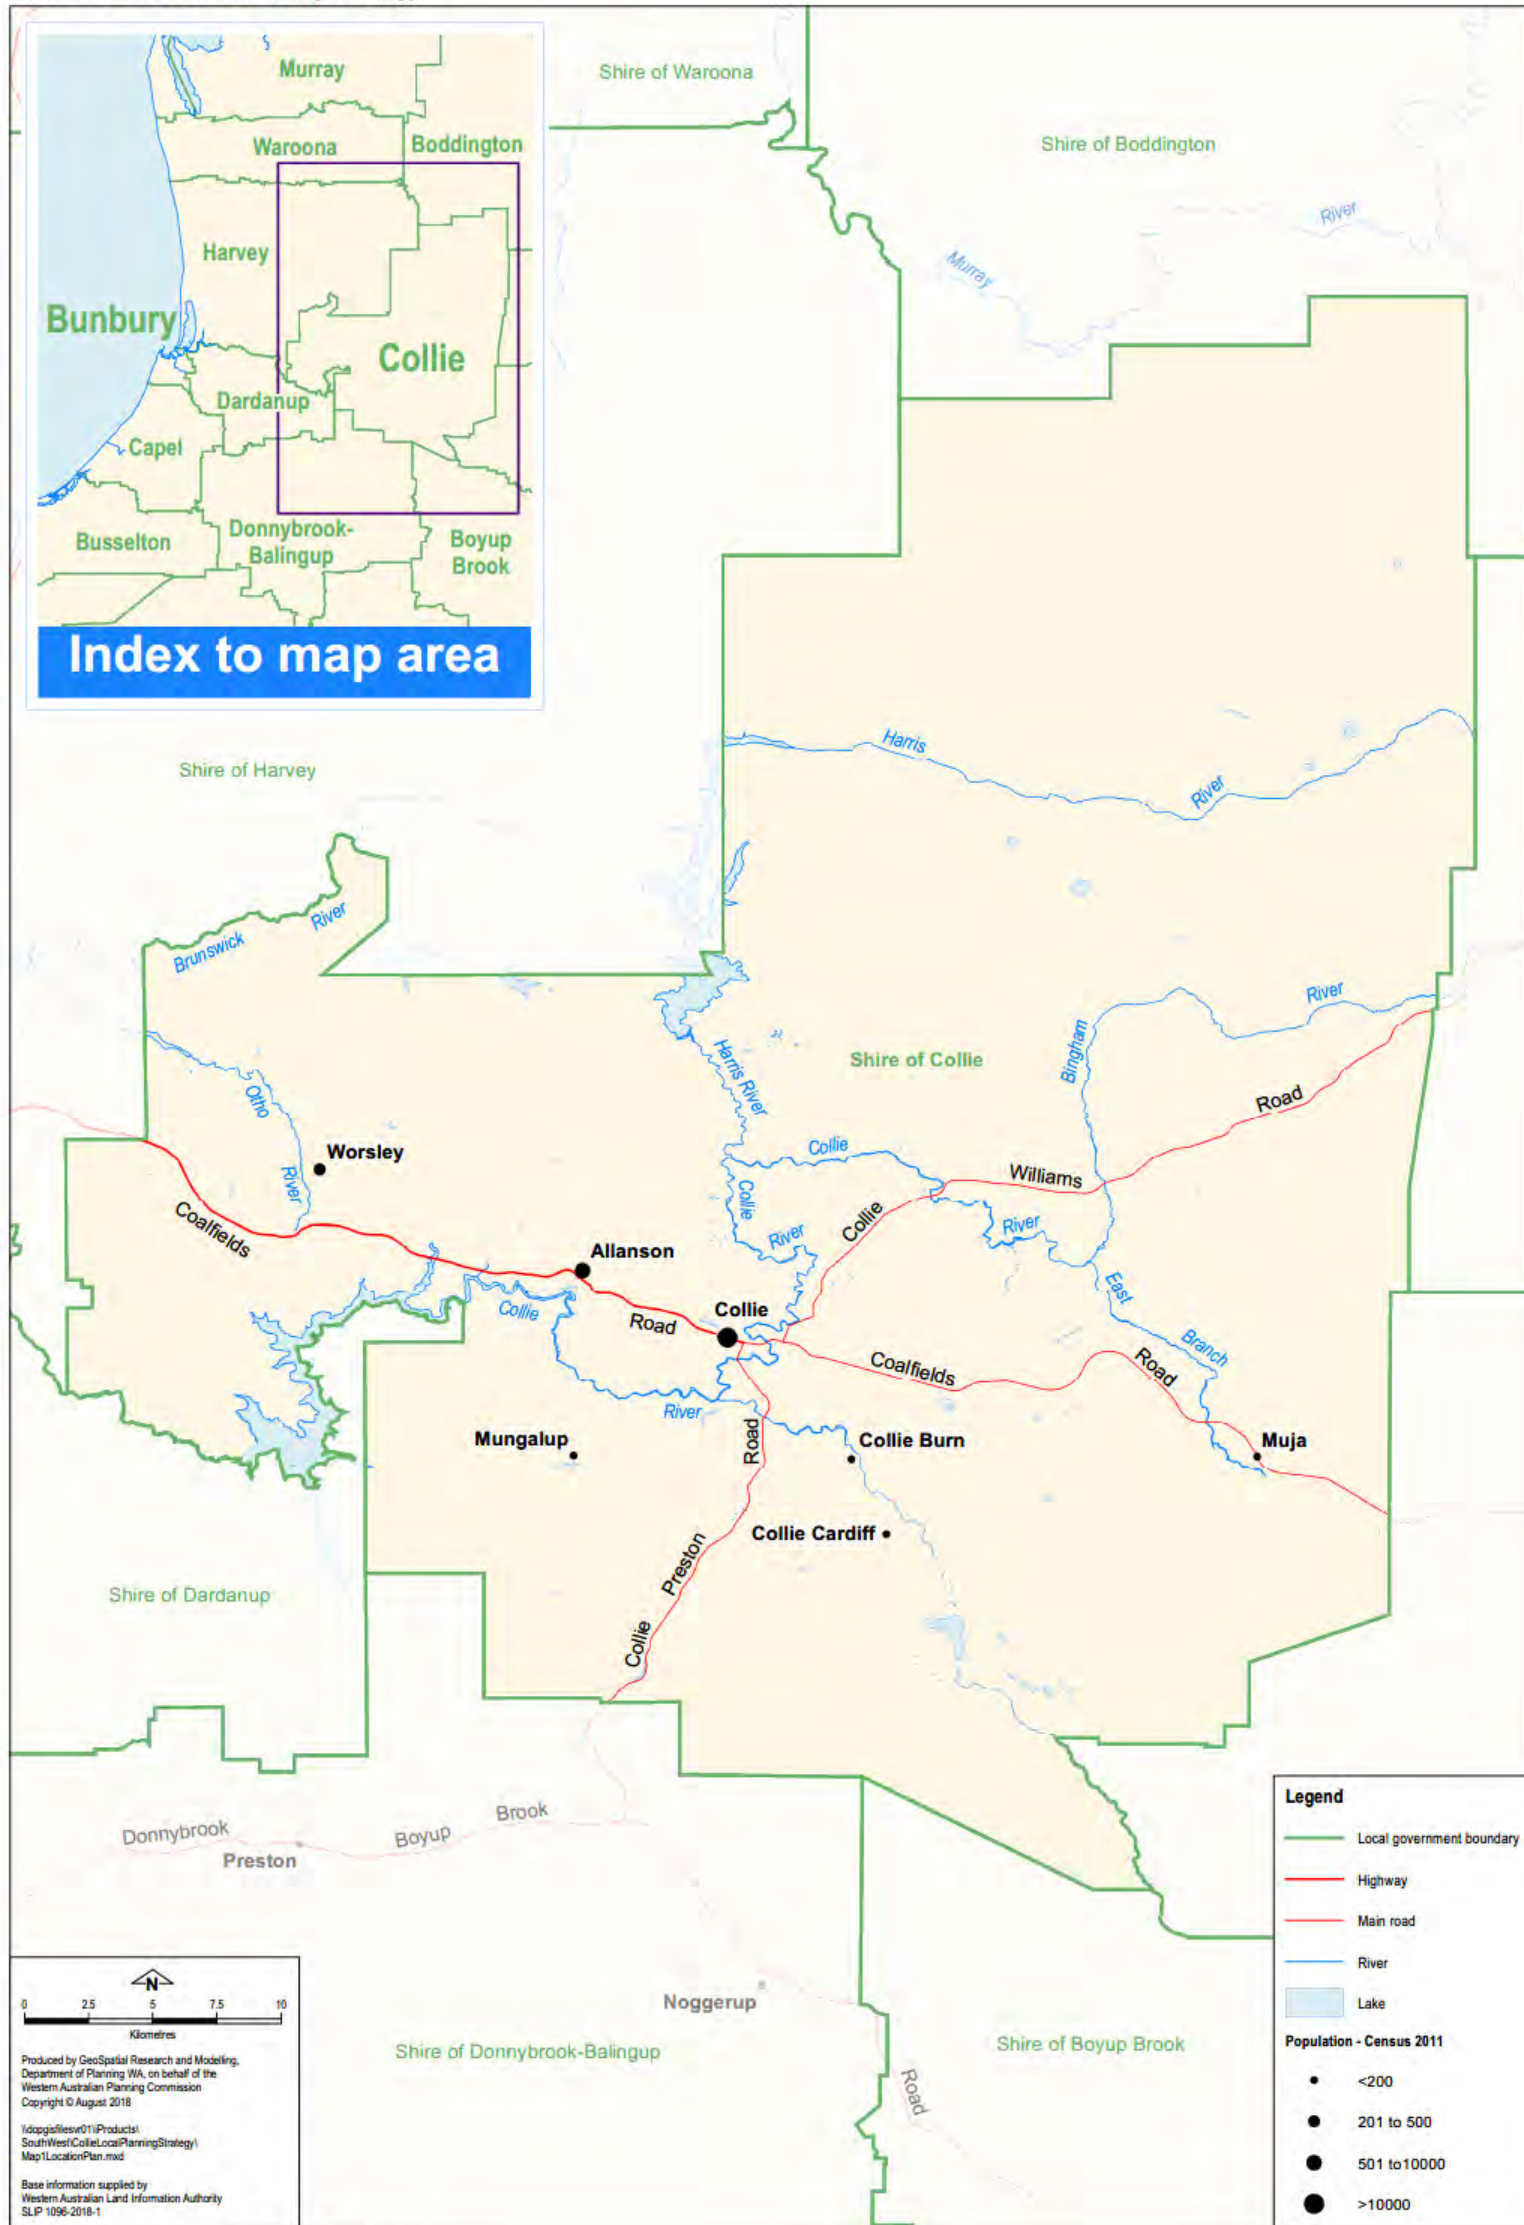 Murray
Waroona
Boddington
Harvey
Bunbury
Collie
Dardanup
Capel
Busselton
Donnybrook-
Balingup
Boyup
Brook
Index to map area
Shire of Waroona
Shire of Boddington
Murray
River
Shire of Harvey
Harris
River
Brunswick
River
Harris River
Shire of Collie
Bingham
River
Otho
River
Worsley
Collie
Collie
River
Collie
Williams
Road
River
Coalfields
Allanson
Collie
Road
Collie
Coalfields
East
Branch
Road
River
Mungalup
Road
Collie Burn
Muja
Collie Cardiff
Preston
Collie
Shire of Dardanup
Donnybrook
Boyup
Brook
Preston
Noggerup
Shire of Donnybrook-Balingup
Shire of Boyup Brook
Road
Legend
Local government boundary
Highway
Main road
River
Lake
Population - Census 2011
<200
201 to 500
501 to10000
>10000
N
0 2.5 5 7.5 10
Kilometres
Produced by GeoSpatial Research and Modelling,
Department of Planning WA, on behalf of the
Western Australian Planning Commission
Copyright © August 2018
SouthWest\CollieLocalPlanningStrategy\
Map1LocationPlan.mxd
Base information supplied by
Western Australian Land Information Authority
SLIP 1096-2018-1